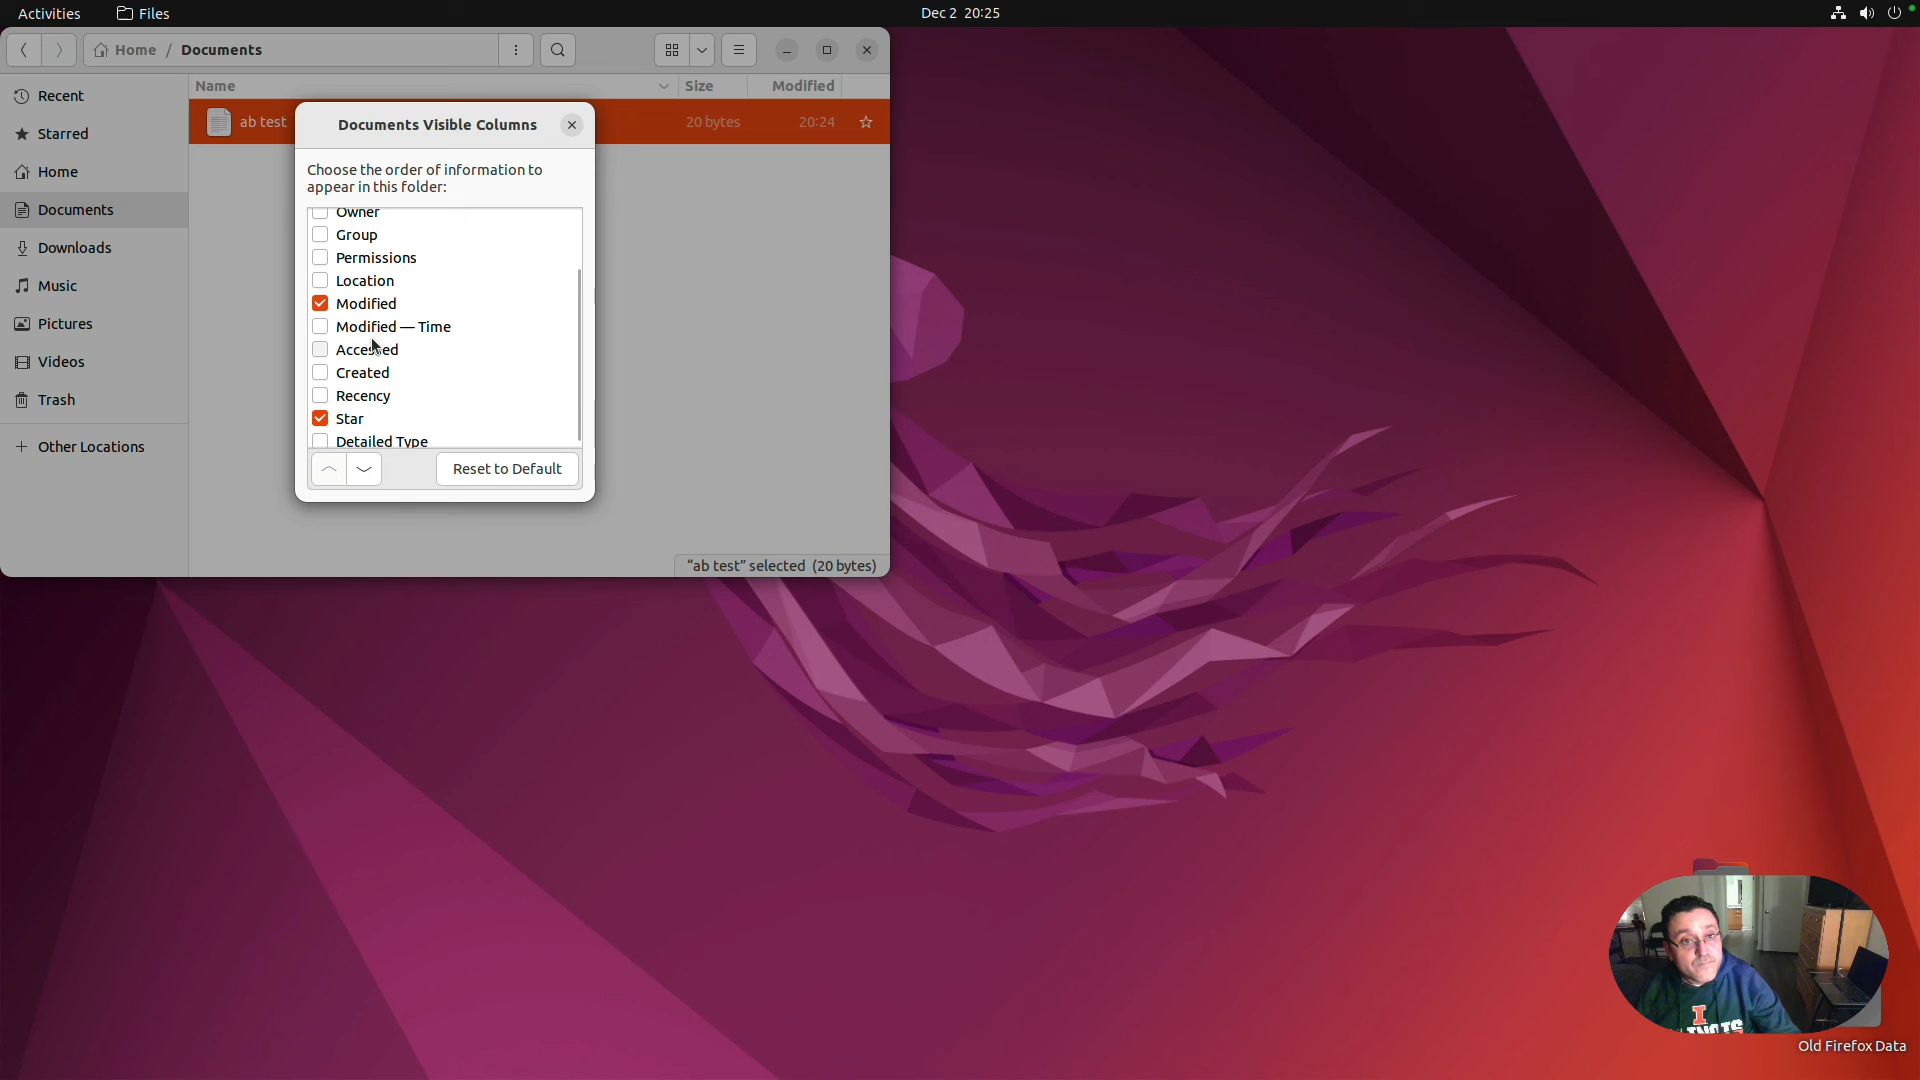 Activities
Files
Dec 2 20:25
Home / Documents
Name
Size
Modified
Recent
Starred
Home
Documents
Downloads
Music
Pictures
Videos
Trash
Other Locations
ab test
20 bytes
20:24
Documents Visible Columns
Choose the order of information to
appear in this folder:
Owner
Group
Permissions
Location
Modified
Modified — Time
Accessed
Created
Recency
Star
Detailed Type
Reset to Default
“ab test” selected (20 bytes)
I
Old Firefox Data